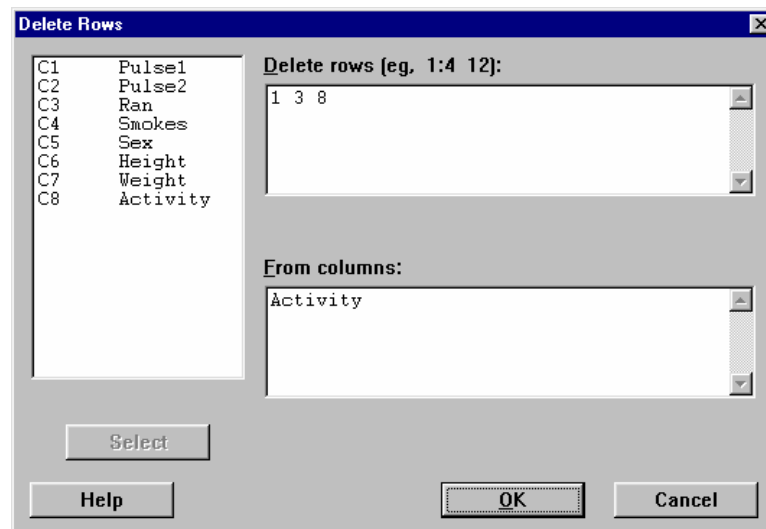 Delete Rows
C1 Pulse1
C2 Pulse2
C3 Ran
C4 Smokes
C5 Sex
C6 Height
C7 Weight
C8 Activity
Delete rows (eg, 1:4 12):
1 3 8
From columns:
Activity
Select
Help
OK
Cancel